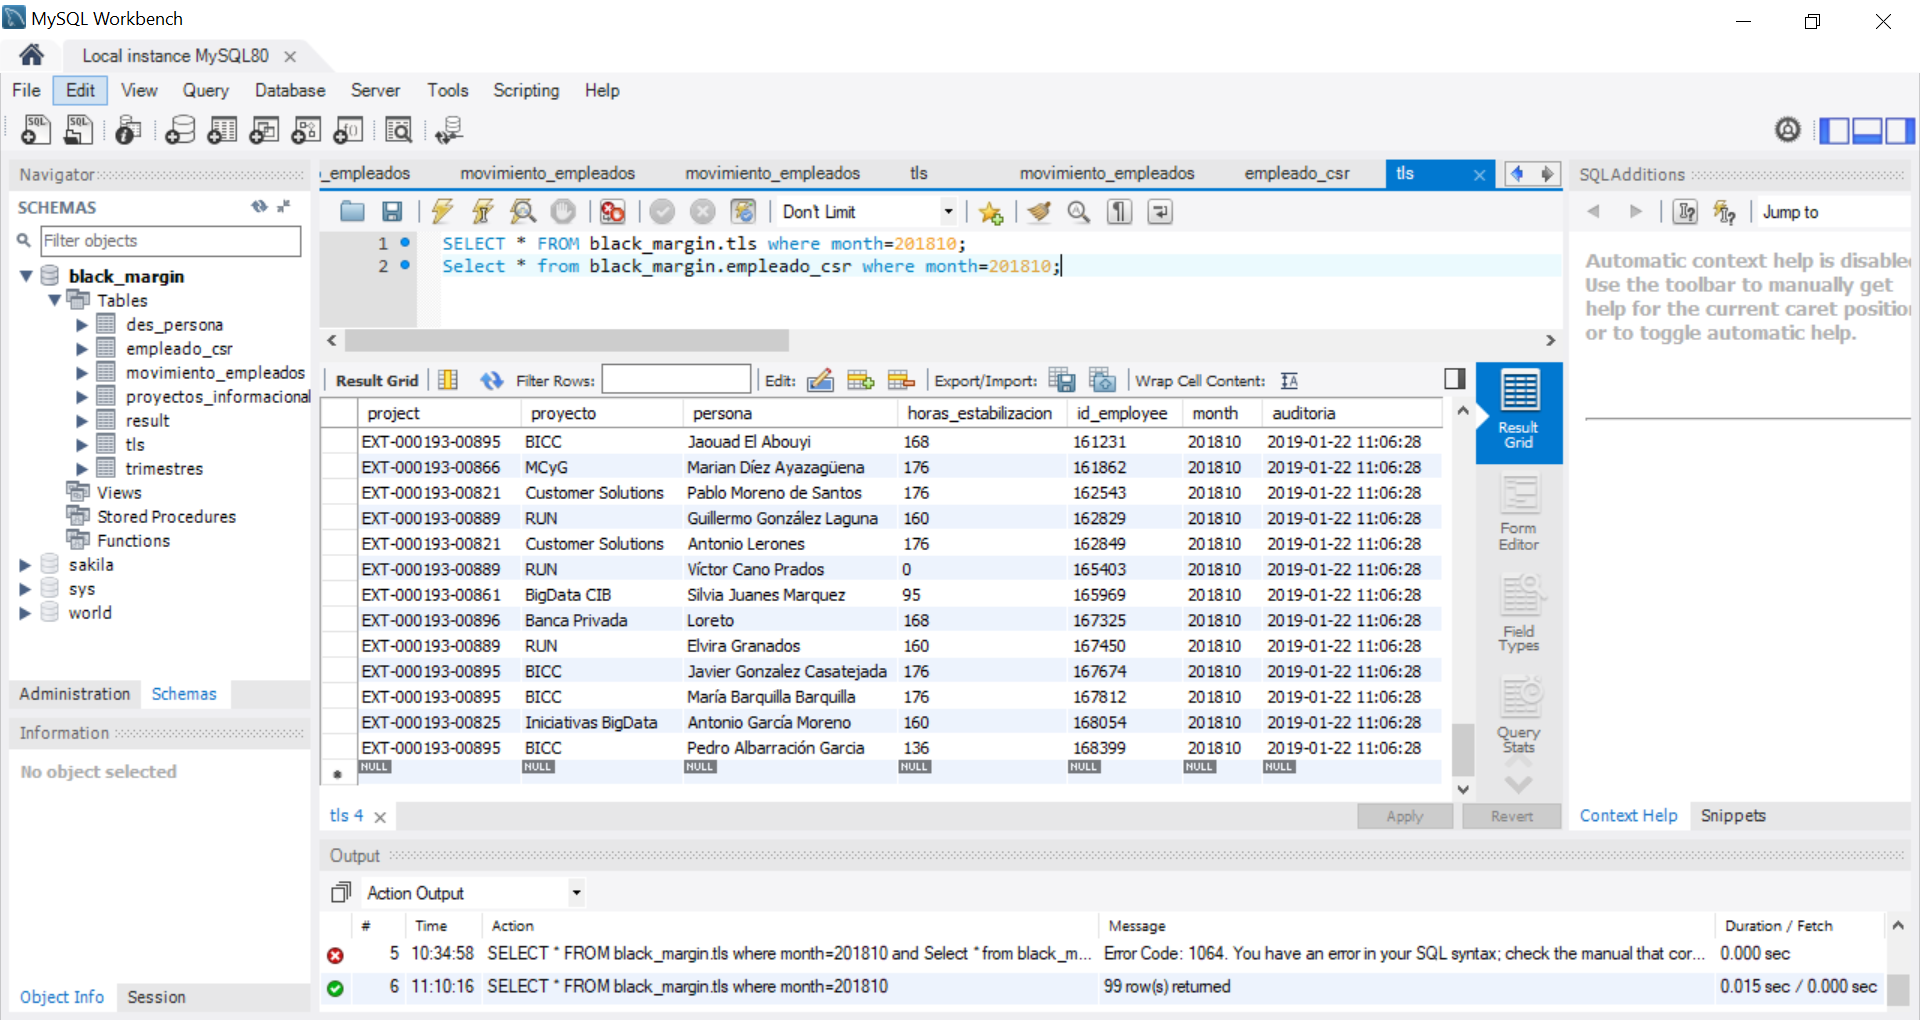 MySQL Workbench
Local instance MySQL80
File Edit View Query Database Server Tools Scripting Help
Navigator
SCHEMAS
Filter objects
black_margin
Tables
des_persona
empleado_csr
movimiento_empleados
proyectos_informacional
result
tls
trimestres
Views
Stored Procedures
Functions
sakila
sys
world
Administration Schemas
Information
No object selected
Object Info Session
_empleados movimiento_empleados movimiento_empleados tls movimiento_empleados empleado_csr tls
Don't Limit
1 SELECT * FROM black_margin.tls where month=201810;
2 Select * from black_margin.empleado_csr where month=201810;
Result Grid Filter Rows: Edit: Export/Import: Wrap Cell Content: IA
project proyecto persona horas_estabilizacion id_employee month auditoria
EXT-000193-00895 BICC Jaouad El Abouyi 168 161231 201810 2019-01-22 11:06:28
EXT-000193-00866 MCyG Marian Díez Ayazagüena 176 161862 201810 2019-01-22 11:06:28
EXT-000193-00821 Customer Solutions Pablo Moreno de Santos 176 162543 201810 2019-01-22 11:06:28
EXT-000193-00889 RUN Guillermo González Laguna 160 162829 201810 2019-01-22 11:06:28
EXT-000193-00821 Customer Solutions Antonio Lerones 176 162849 201810 2019-01-22 11:06:28
EXT-000193-00889 RUN Víctor Cano Prados 0 165403 201810 2019-01-22 11:06:28
EXT-000193-00861 BigData CIB Silvia Juanes Marquez 95 165969 201810 2019-01-22 11:06:28
EXT-000193-00896 Banca Privada Loreto 168 167325 201810 2019-01-22 11:06:28
EXT-000193-00889 RUN Elvira Granados 160 167450 201810 2019-01-22 11:06:28
EXT-000193-00895 BICC Javier Gonzalez Casatejada 176 167674 201810 2019-01-22 11:06:28
EXT-000193-00895 BICC María Barquilla Barquilla 176 167812 201810 2019-01-22 11:06:28
EXT-000193-00825 Iniciativas BigData Antonio García Moreno 160 168054 201810 2019-01-22 11:06:28
EXT-000193-00895 BICC Pedro Albarración Garcia 136 168399 201810 2019-01-22 11:06:28
NULL NULL NULL NULL NULL NULL NULL
Result Grid
Form Editor
Field Types
Query Stats
tls 4 Apply Revert
SQLAdditions
Jump to
Automatic context help is disable
Use the toolbar to manually get
help for the current caret positio
or to toggle automatic help.
Context Help Snippets
Output
Action Output
# Time Action Message Duration / Fetch
5 10:34:58 SELECT * FROM black_margin.tls where month=201810 and Select * from black_m... Error Code: 1064. You have an error in your SQL syntax; check the manual that cor... 0.000 sec
6 11:10:16 SELECT * FROM black_margin.tls where month=201810 99 row(s) returned 0.015 sec / 0.000 sec